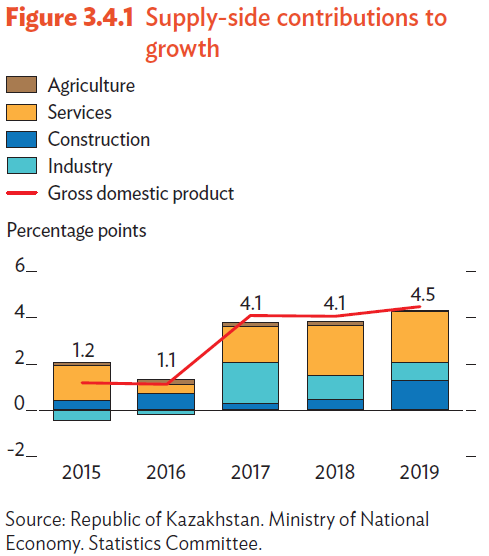 Figure 3.4.1 Supply-side contributions to
growth
Agriculture
Services
Construction
Industry
Gross domestic product
Percentage points
6
4
2
0
-2
1.2
1.1
4.1
4.1
4.5
2015
2016
2017
2018
2019
Source: Republic of Kazakhstan. Ministry of National
Economy. Statistics Committee.